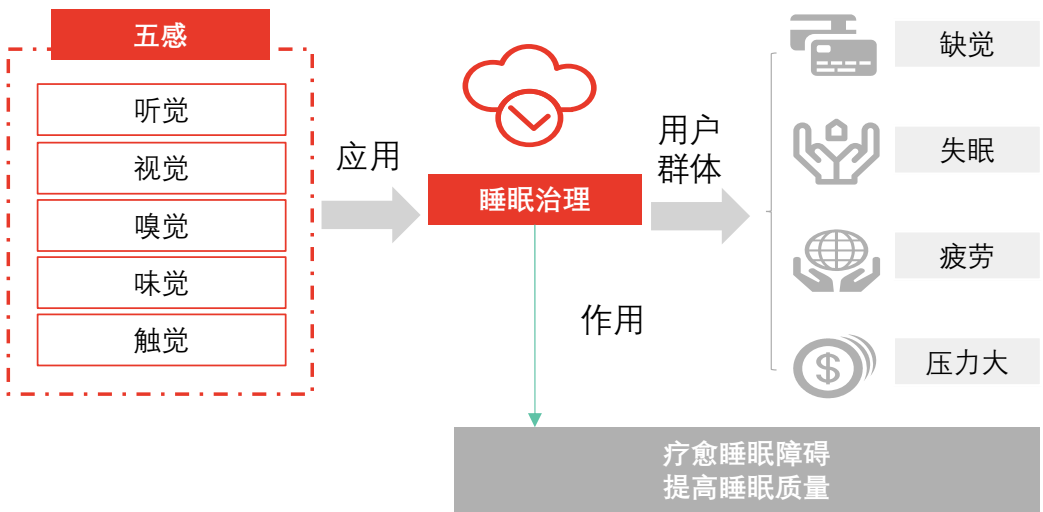 五感
听觉
视觉
嗅觉
味觉
触觉
应用
睡眠治理
用户
群体
作用
缺觉
失眠
疲劳
压力大
疗愈睡眠障碍
提高睡眠质量